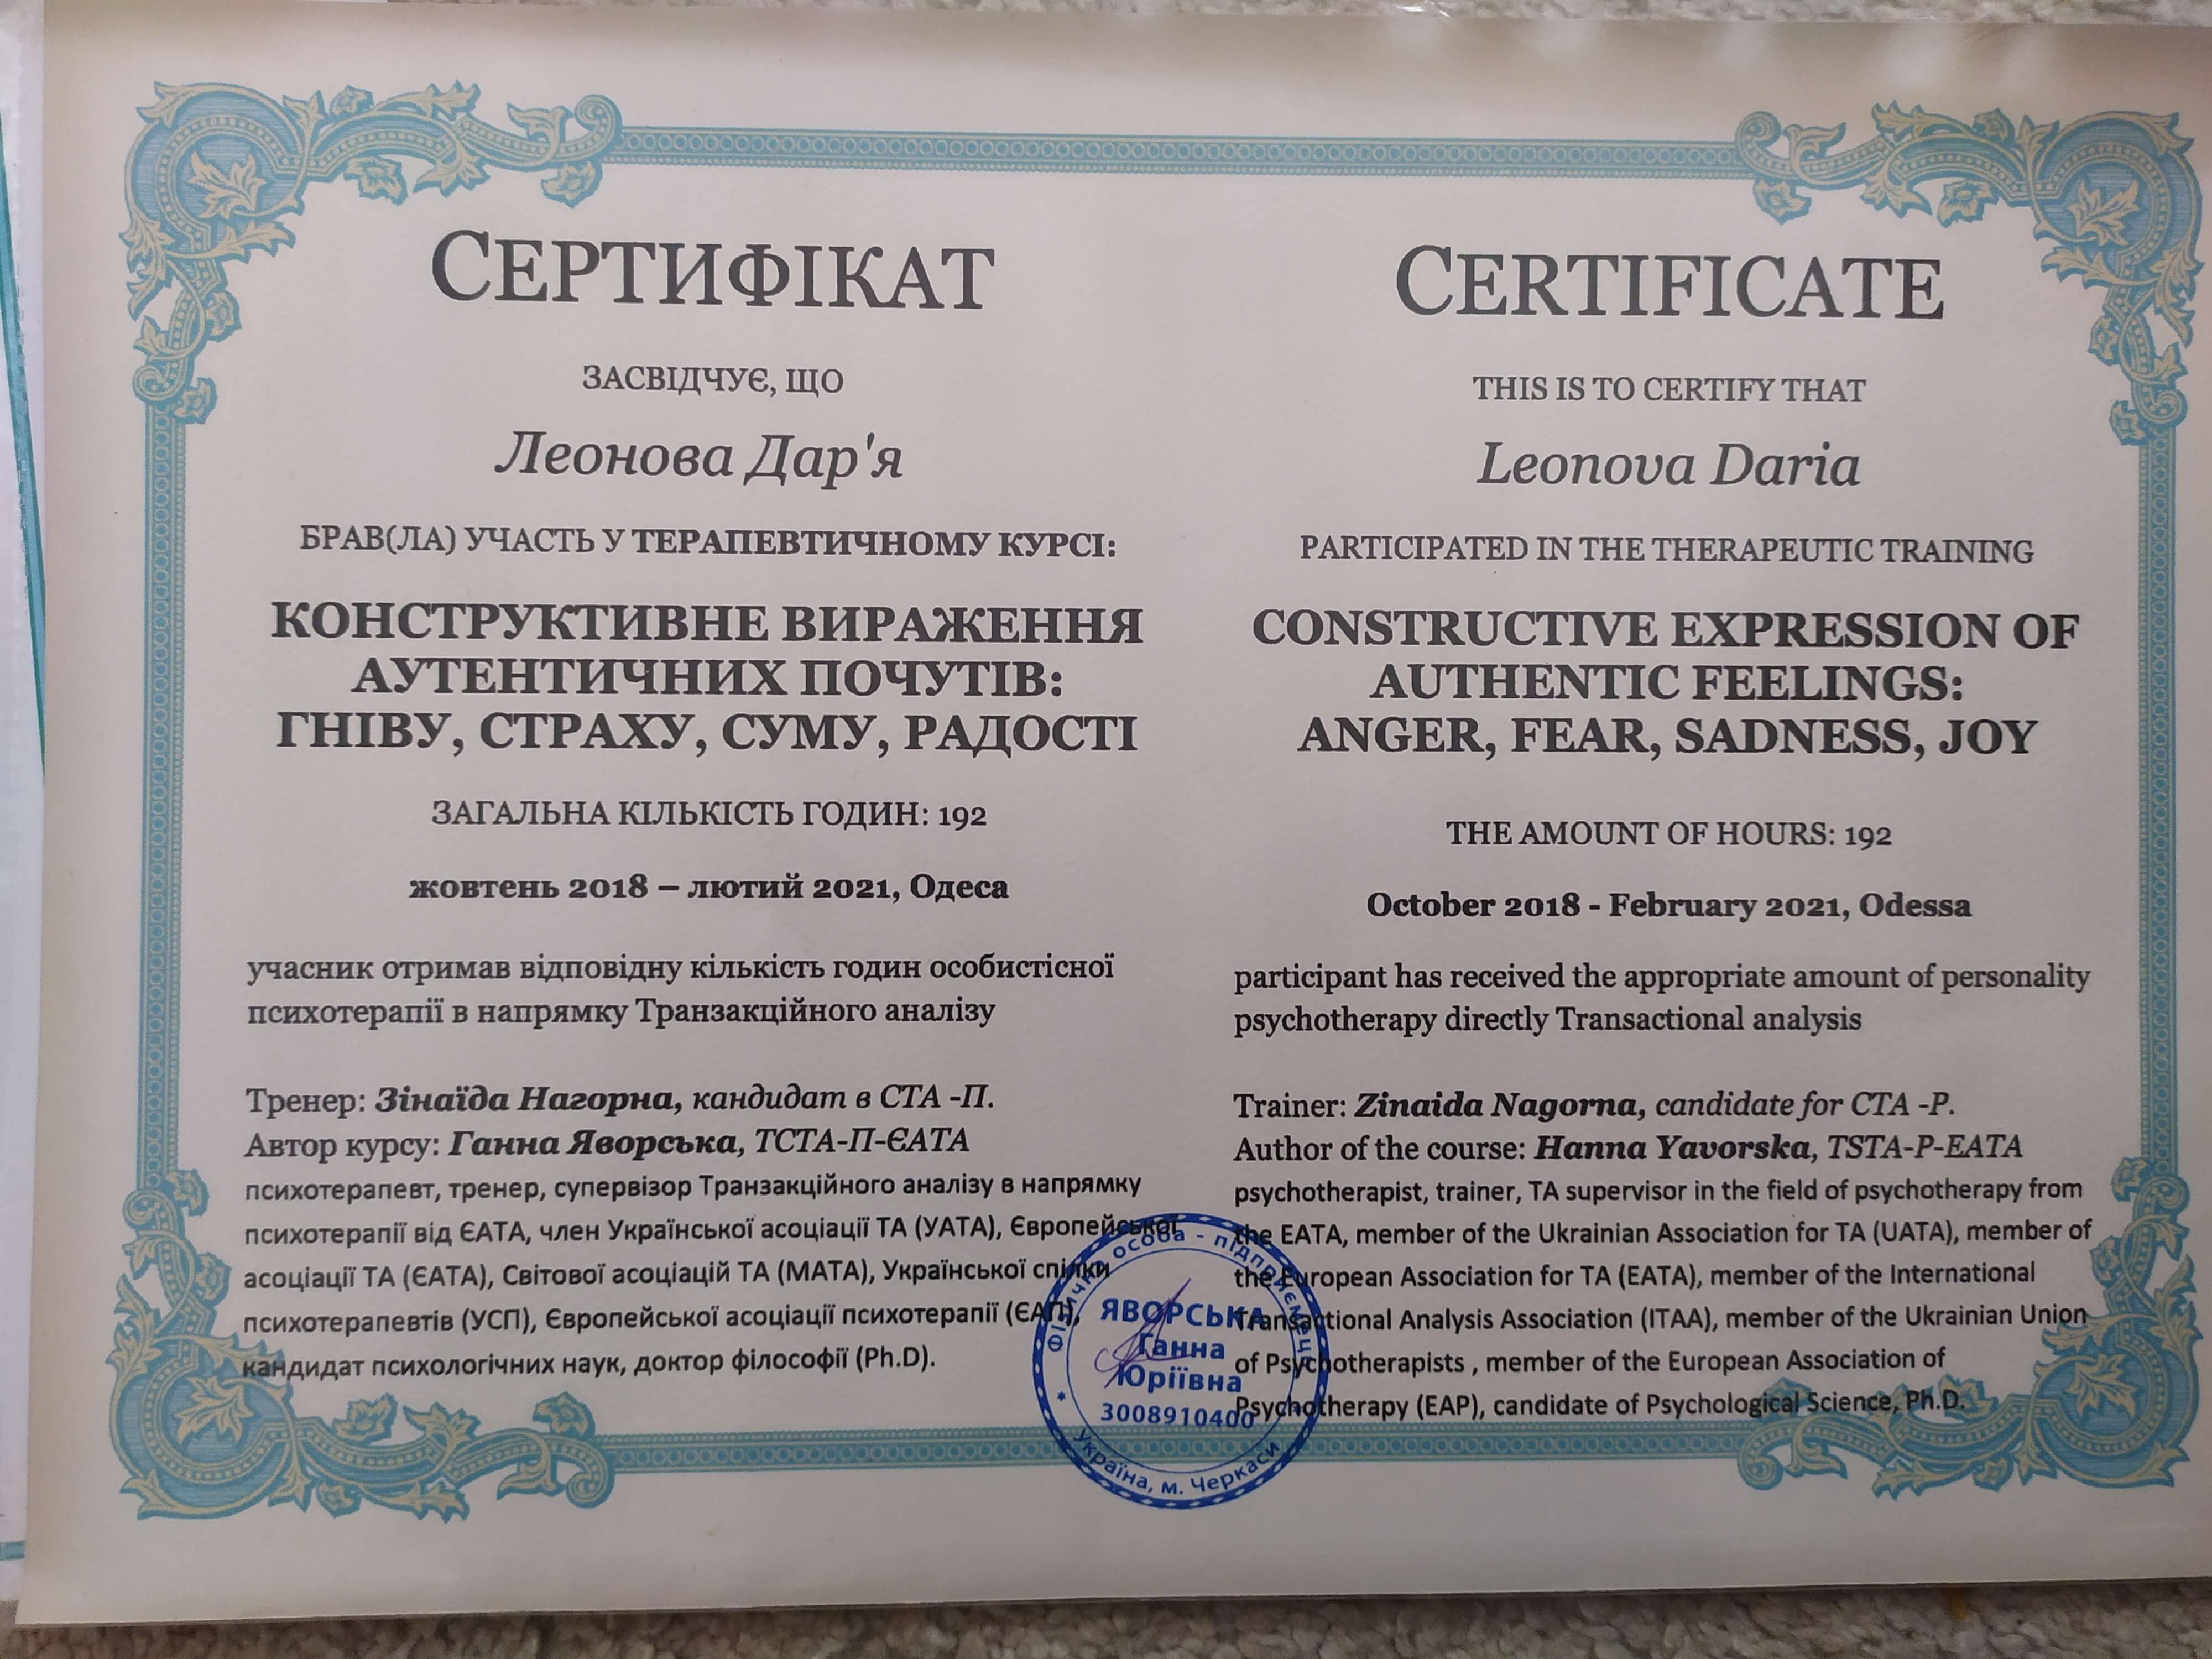 СЕРТИФІКАТ
ЗАСВІДЧУЄ, ЩО
Леонова Дар'я
БРАВ(ЛА) УЧАСТЬ У ТЕРАПЕВТИЧНОМУ КУРСІ:
КОНСТРУКТИВНЕ ВИРАЖЕННЯ
АУТЕНТИЧНИХ ПОЧУТІВ:
ГНІВУ, СТРАХУ, СУМУ, РАДОСТІ
ЗАГАЛЬНА КІЛЬКІСТЬ ГОДИН: 192
жовтень 2018 – лютий 2021, Одеса
учасник отримав відповідну кількість годин особистісної
психотерапії в напрямку Транзакційного аналізу
Тренер: Зінаїда Нагорна, кандидат в СТА -П.
Автор курсу: Ганна Яворська, ТСТА-П-ЄАТА
психотерапевт, тренер, супервізор Транзакційного аналізу в напрямку
психотерапії від ЄАТА, член Української асоціації ТА (УАТА), Європейської
асоціації ТА (ЄАТА), Світової асоціацій ТА (МАТА), Української спілки
психотерапевтів (УСП), Європейської асоціації психотерапії (ЄАП),
кандидат психологічних наук, доктор філософії (Ph.D).
CERTIFICATE
THIS IS TO CERTIFY THAT
Leonova Daria
PARTICIPATED IN THE THERAPEUTIC TRAINING
CONSTRUCTIVE EXPRESSION OF
AUTHENTIC FEELINGS:
ANGER, FEAR, SADNESS, JOY
THE AMOUNT OF HOURS: 192
October 2018 - February 2021, Odessa
participant has received the appropriate amount of personality
psychotherapy directly Transactional analysis
Trainer: Zinaida Nagorna, candidate for CTA -P.
Author of the course: Hanna Yavorska, TSTA-P-EATA
psychotherapist, trainer, TA supervisor in the field of psychotherapy from
the EATA, member of the Ukrainian Association for TA (UATA), member of
the European Association for TA (EATA), member of the International
Transactional Analysis Association (ITAA), member of the Ukrainian Union
of Psychotherapists , member of the European Association of
Psychotherapy (EAP), candidate of Psychological Science, Ph.D.
Фізична особа - підприємець
ЯВОРСЬКА
Ганна
Юріївна
3008910400
Україна, м. Черкаси